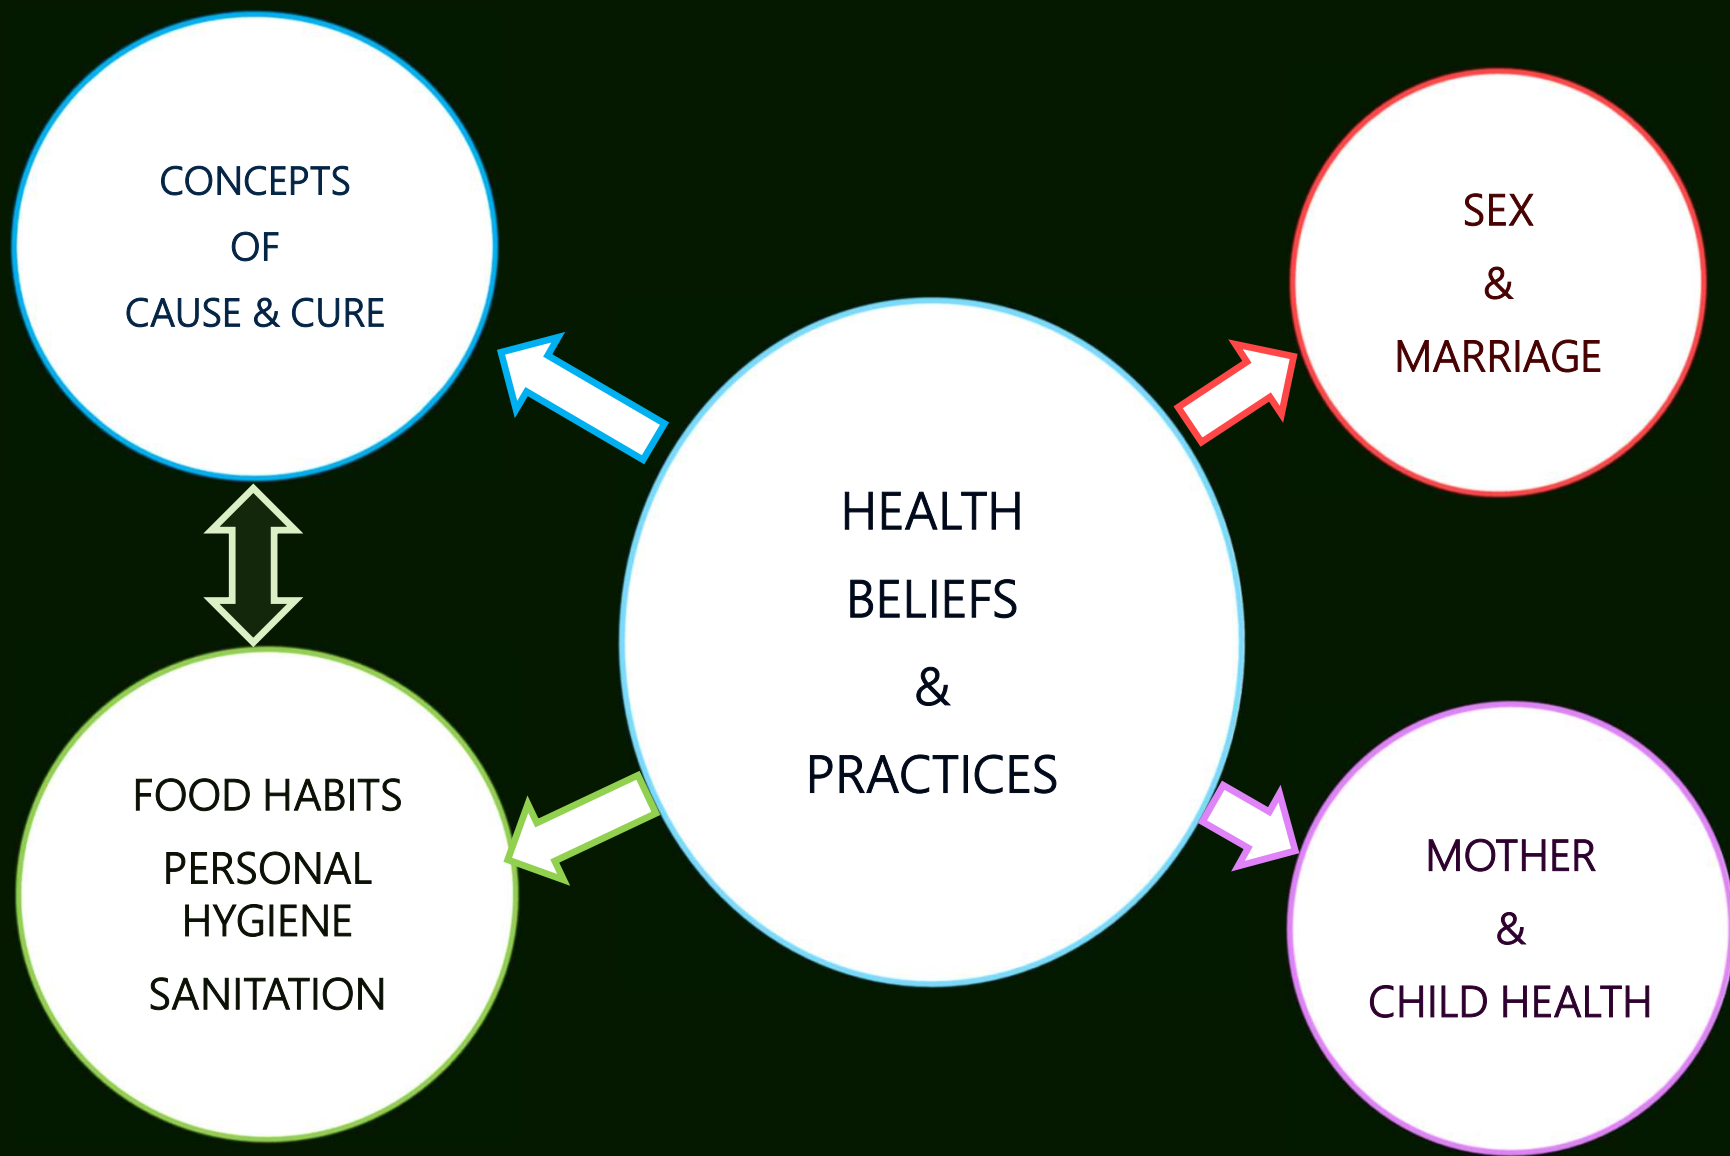 CONCEPTS
OF
CAUSE & CURE
SEX
&
MARRIAGE
HEALTH
BELIEFS
&
PRACTICES
FOOD HABITS
PERSONAL
HYGIENE
SANITATION
MOTHER
&
CHILD HEALTH